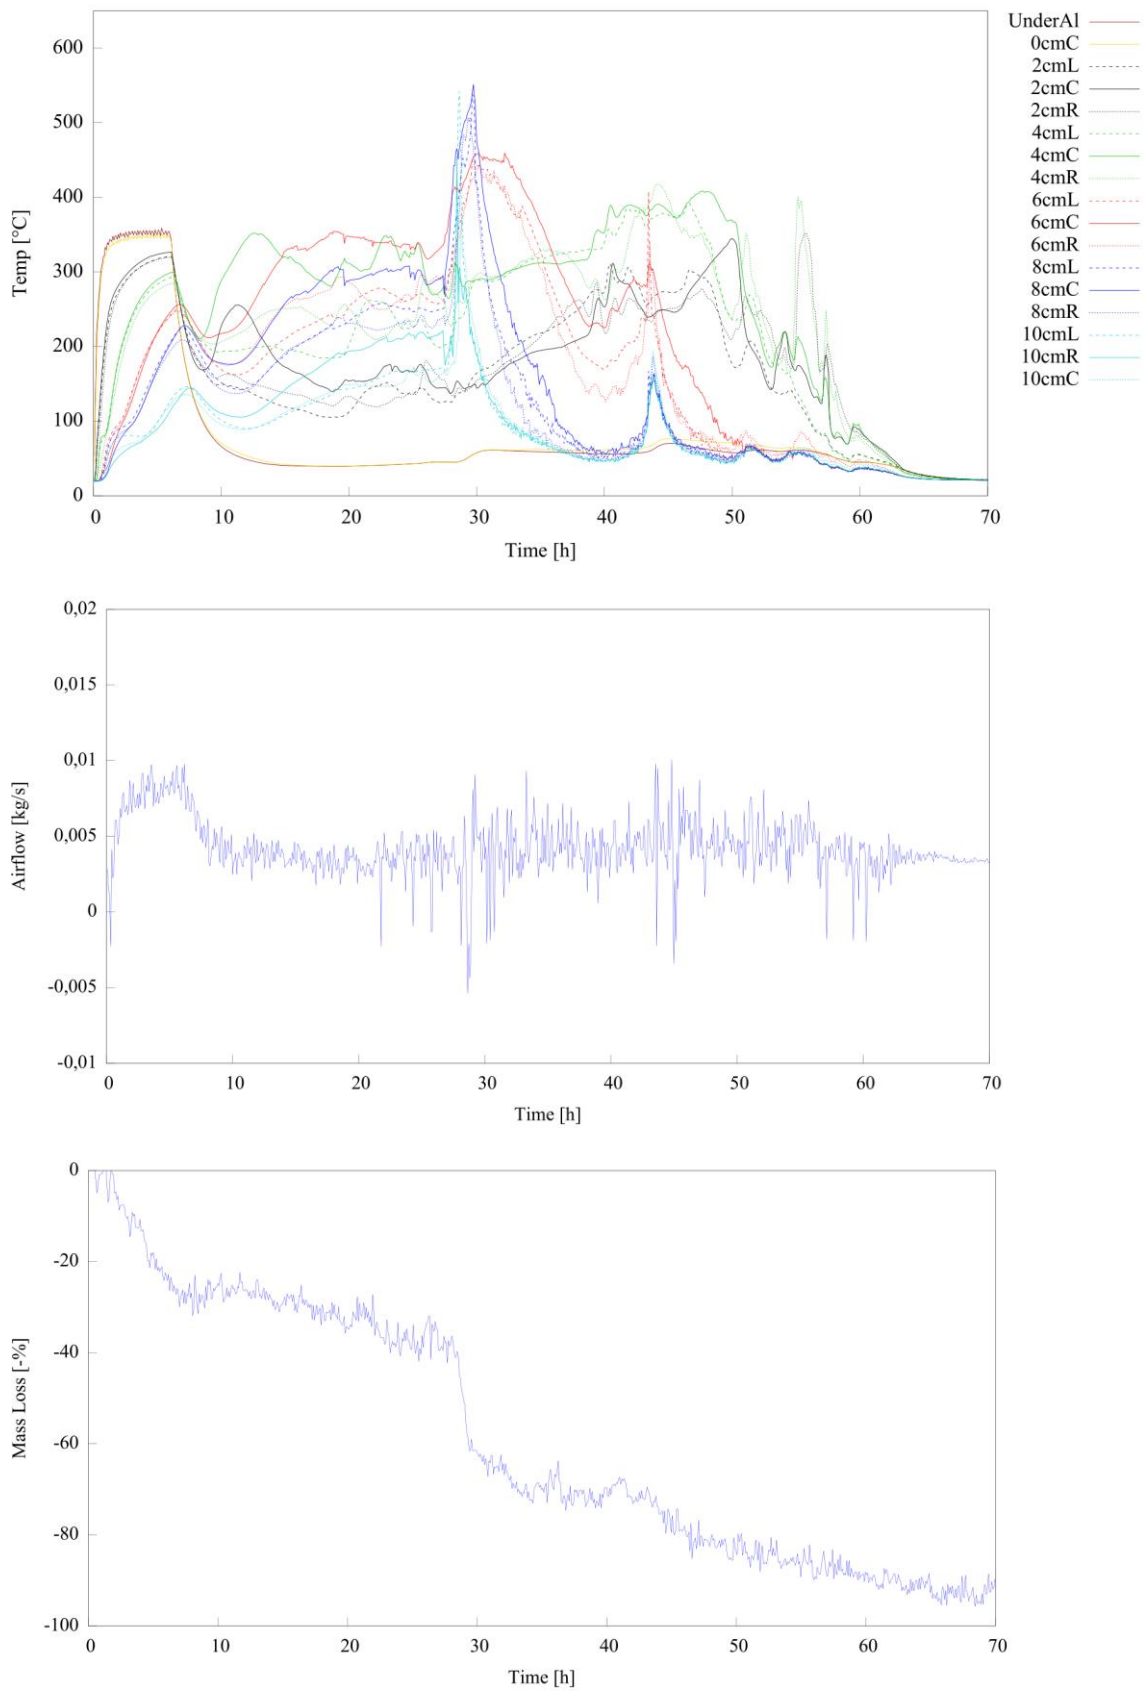 UnderAl
0cmC
2cmL
2cmC
2cmR
4cmL
4cmC
4cmR
6cmL
6cmC
6cmR
8cmL
8cmC
8cmR
10cmL
10cmR
10cmC
Temp [°C]
600
500
400
300
200
100
0
0 10 20 30 40 50 60 70
Time [h]
Airflow [kg/s]
0,02
0,015
0,01
0,005
0
-0,005
-0,01
0 10 20 30 40 50 60 70
Time [h]
Mass Loss [-%]
0
-20
-40
-60
-80
-100
0 10 20 30 40 50 60 70
Time [h]